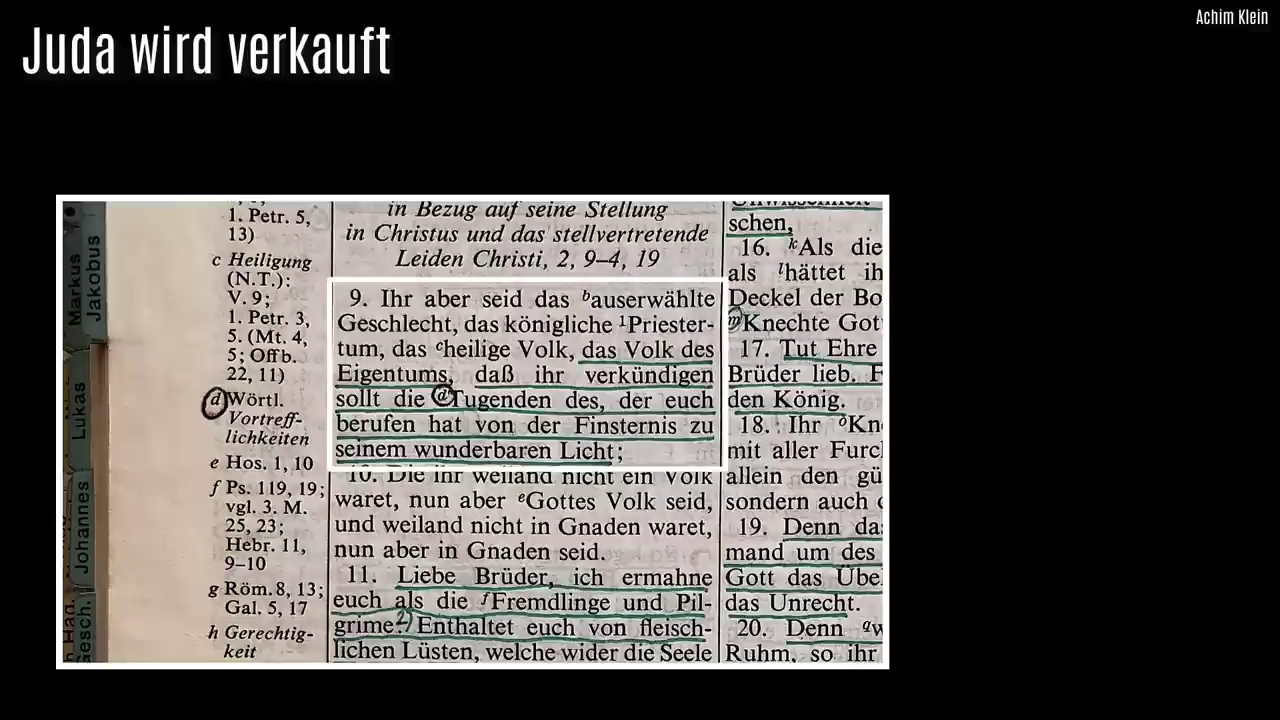 Juda wird verkauft
Achim Klein
Markus
Jakobus
Lukas
Johannes
Gesch.
1. Petr. 5,
13)
c Heiligung
(N.T.):
V. 9;
1. Petr. 3,
5. (Mt. 4,
5; Offb.
22, 11)
d Wörtl.
Vortreff-
lichkeiten
e Hos. 1, 10
f Ps. 119, 19;
vgl. 3. M.
25, 23;
Hebr. 11,
9–10
g Röm. 8, 13;
Gal. 5, 17
h Gerechtig-
keit
in Bezug auf seine Stellung
in Christus und das stellvertretende
Leiden Christi, 2, 9–4, 19
9. Ihr aber seid das bauserwählte
Geschlecht, das königliche 1Priester-
tum, das cheilige Volk, das Volk des
Eigentums, daß ihr verkündigen
sollt die dTugenden des, der euch
berufen hat von der Finsternis zu
seinem wunderbaren Licht;
10. Die ihr weiland nicht ein Volk
waret, nun aber eGottes Volk seid,
und weiland nicht in Gnaden waret,
nun aber in Gnaden seid.
11. Liebe Brüder, ich ermahne
euch als die fFremdlinge und Pil-
grime: 2) Enthaltet euch von fleisch-
lichen Lüsten, welche wider die Seele
schen,
16. kAls die
als lhättet ih
Deckel der Bo
mKnechte Got
17. Tut Ehre
Brüder lieb. F
den König.
18. Ihr oKn
mit aller Furc
allein den gü
sondern auch
19. Denn da
mand um des
Gott das Übe
das Unrecht.
20. Denn qw
Ruhm, so ihr